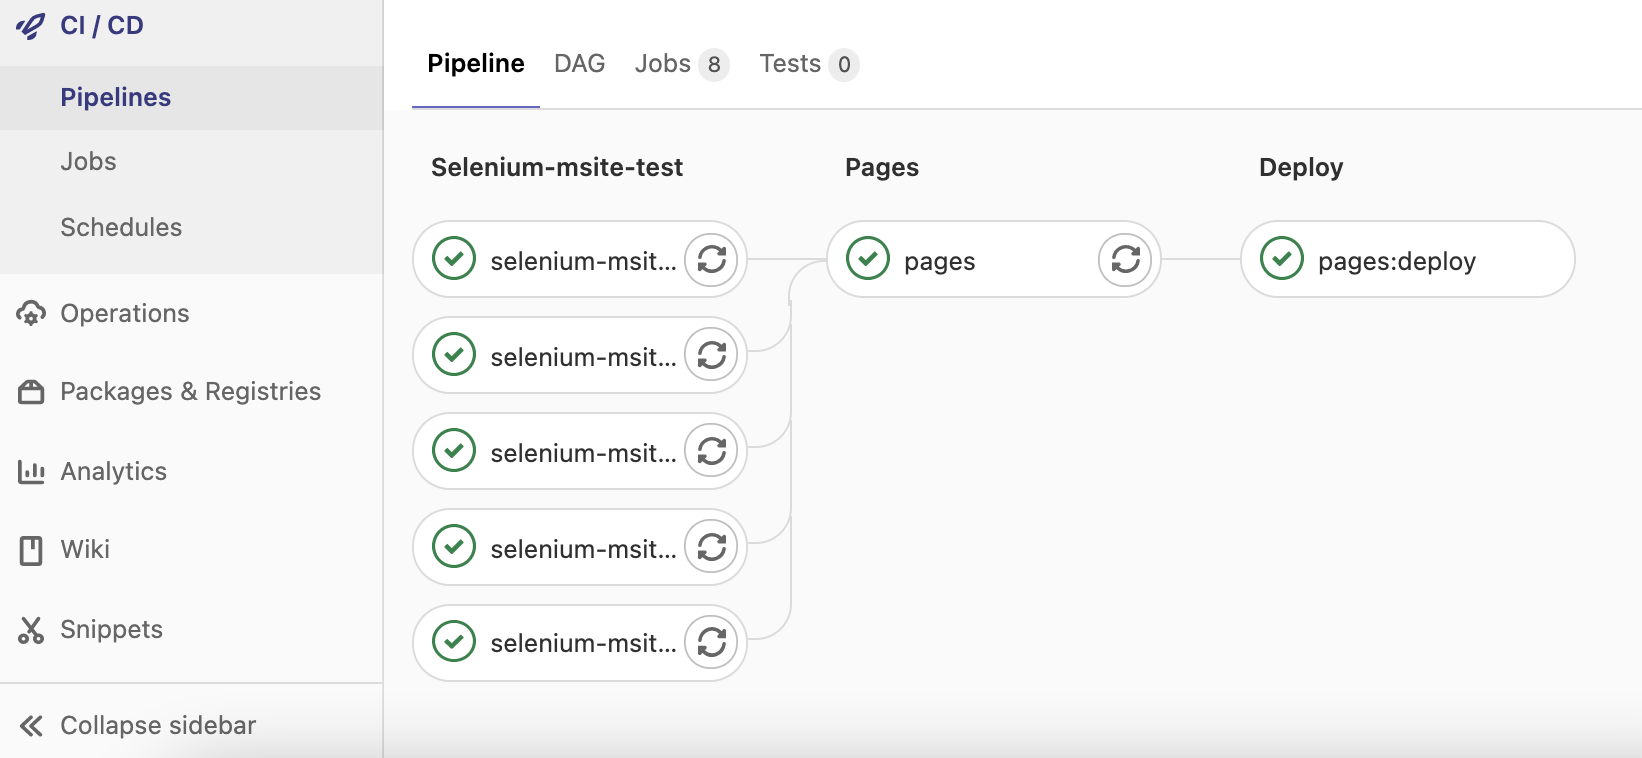 CI / CD
Pipelines
Jobs
Schedules
Operations
Packages & Registries
Analytics
Wiki
Snippets
Collapse sidebar
Pipeline DAG Jobs 8 Tests 0
Selenium-msite-test Pages Deploy
selenium-msit... pages pages:deploy
selenium-msit...
selenium-msit...
selenium-msit...
selenium-msit...